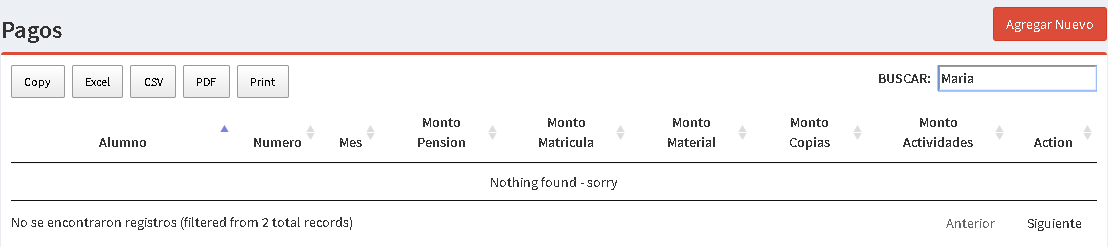 Pagos
Agregar Nuevo
Copy Excel CSV PDF Print BUSCAR: Maria
Alumno Numero Mes Monto Pension Monto Matricula Monto Material Monto Copias Monto Actividades Action
Nothing found - sorry
No se encontraron registros (filtered from 2 total records) Anterior Siguiente